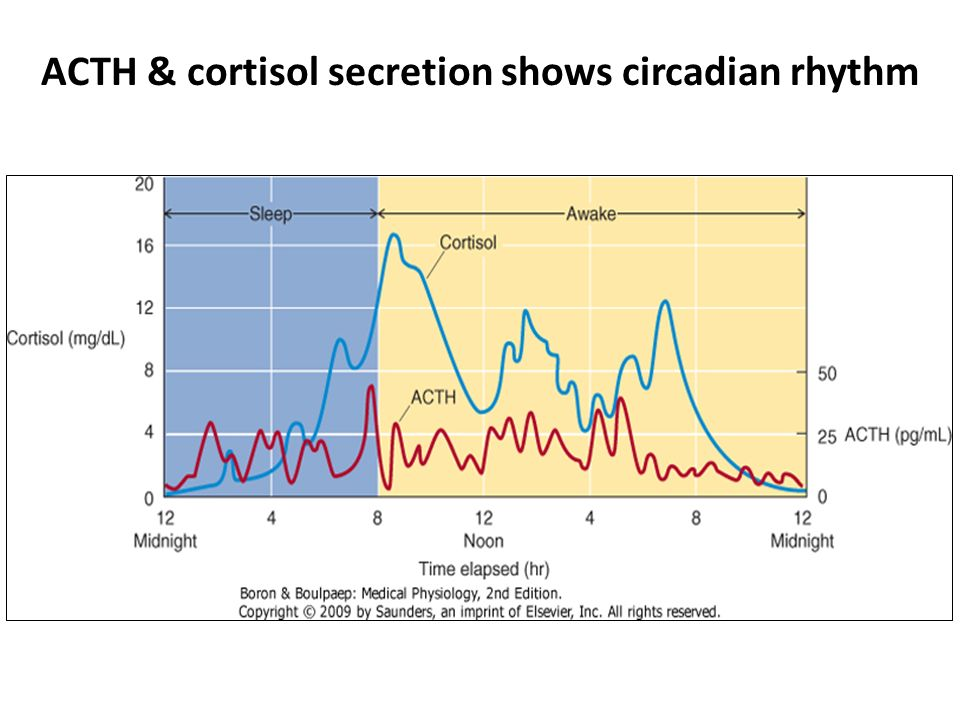 ACTH & cortisol secretion shows circadian rhythm
20
Sleep
Awake
16
Cortisol
12
Cortisol (mg/dL)
8
50
ACTH
4
25
ACTH (pg/mL)
0
0
12
4
8
12
4
8
12
Midnight
Noon
Midnight
Time elapsed (hr)
Boron & Boulpaep: Medical Physiology, 2nd Edition.
Copyright © 2009 by Saunders, an imprint of Elsevier, Inc. All rights reserved.